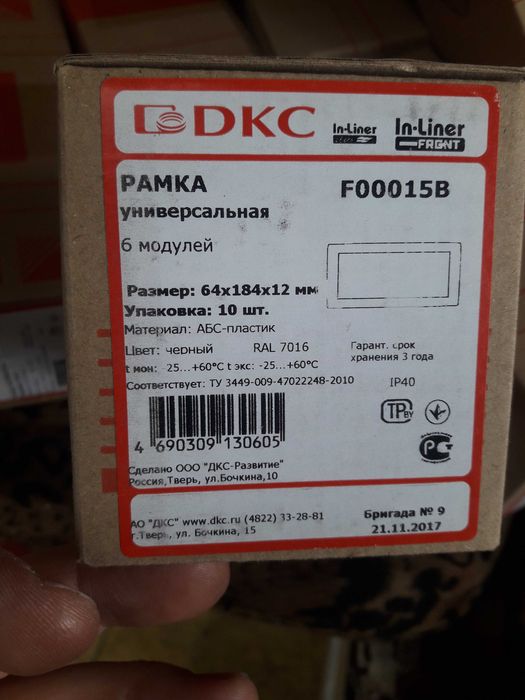 DKC In-Liner In-Liner FRONT
РАМКА F00015B
универсальная
6 модулей
Размер: 64х184х12 мм
Упаковка: 10 шт.
Материал: АБС-пластик
Цвет: черный RAL 7016 Гарант. срок
хранения 3 года
t мон: -25...+60°C t экс: -25...+60°C
Соответствует: ТУ 3449-009-47022248-2010 IP40
ТР BY
4 690309 130605
РС
Сделано ООО "ДКС-Развитие"
Россия,Тверь, ул.Бочкина,10
АО "ДКС" www.dkc.ru (4822) 33-28-81 Бригада № 9
г.Тверь, ул. Бочкина, 15 21.11.2017